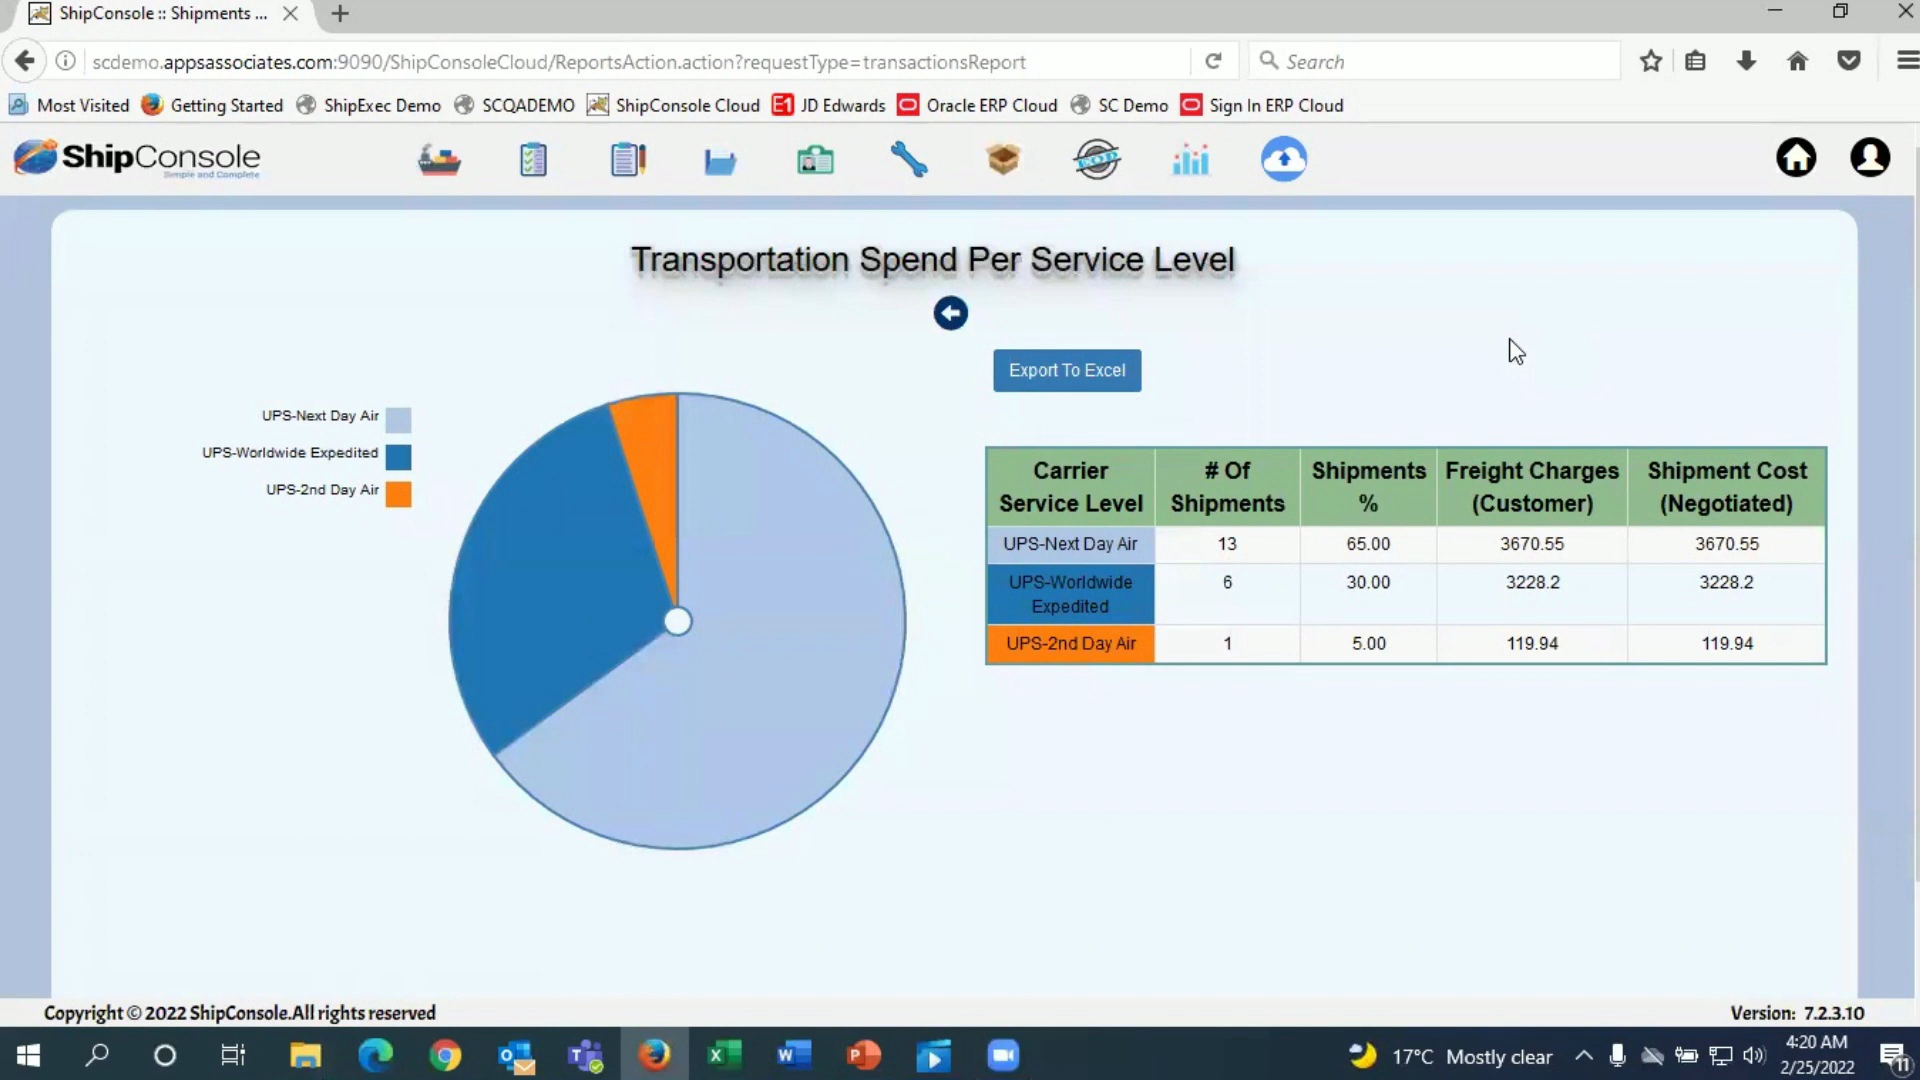 ShipConsole :: Shipments ...
scdemo.appsassociates.com:9090/ShipConsoleCloud/ReportsAction.action?requestType=transactionsReport
Search
Most Visited Getting Started ShipExec Demo SCQADEMO ShipConsole Cloud E1 JD Edwards Oracle ERP Cloud SC Demo Sign In ERP Cloud
ShipConsole
Simple and Complete
EOD
Transportation Spend Per Service Level
Export To Excel
UPS-Next Day Air
UPS-Worldwide Expedited
UPS-2nd Day Air
Carrier Service Level # Of Shipments Shipments % Freight Charges (Customer) Shipment Cost (Negotiated)
UPS-Next Day Air 13 65.00 3670.55 3670.55
UPS-Worldwide Expedited 6 30.00 3228.2 3228.2
UPS-2nd Day Air 1 5.00 119.94 119.94
Copyright © 2022 ShipConsole.All rights reserved
Version: 7.2.3.10
17°C Mostly clear
4:20 AM
2/25/2022
11